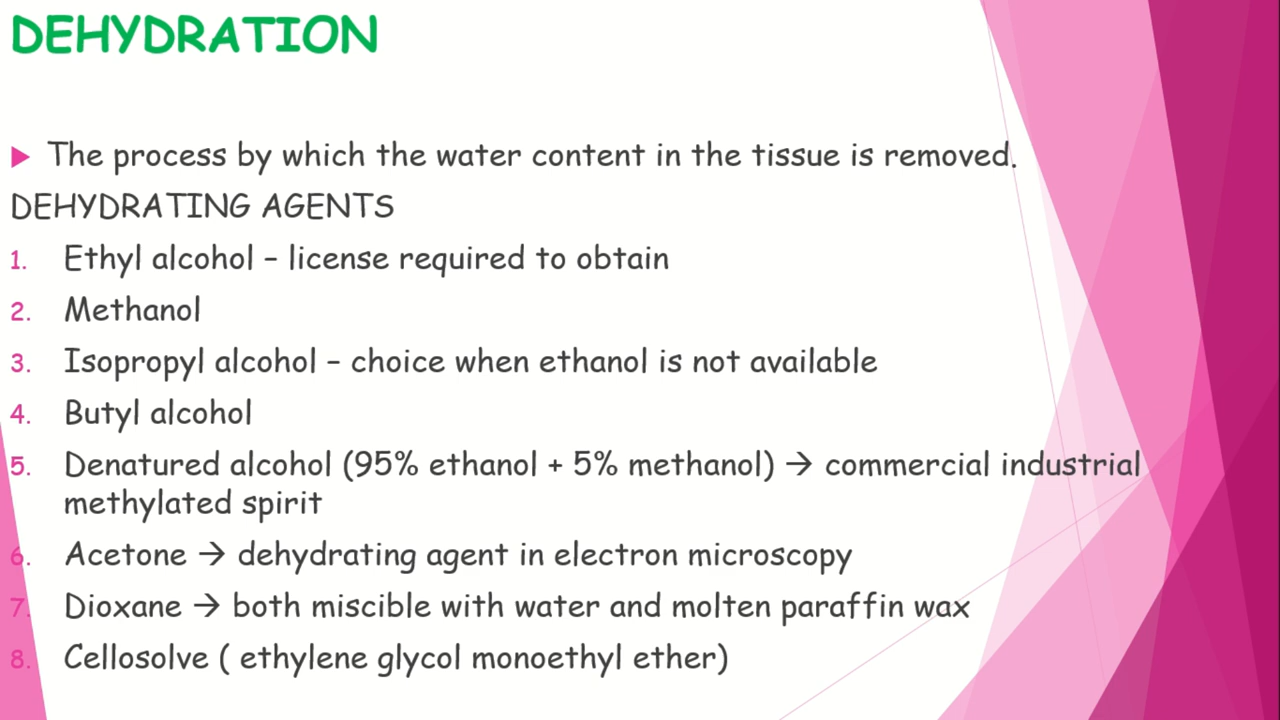 DEHYDRATION
The process by which the water content in the tissue is removed.
DEHYDRATING AGENTS
1. Ethyl alcohol – license required to obtain
2. Methanol
3. Isopropyl alcohol – choice when ethanol is not available
4. Butyl alcohol
5. Denatured alcohol (95% ethanol + 5% methanol) → commercial industrial
methylated spirit
6. Acetone → dehydrating agent in electron microscopy
7. Dioxane → both miscible with water and molten paraffin wax
8. Cellosolve ( ethylene glycol monoethyl ether)